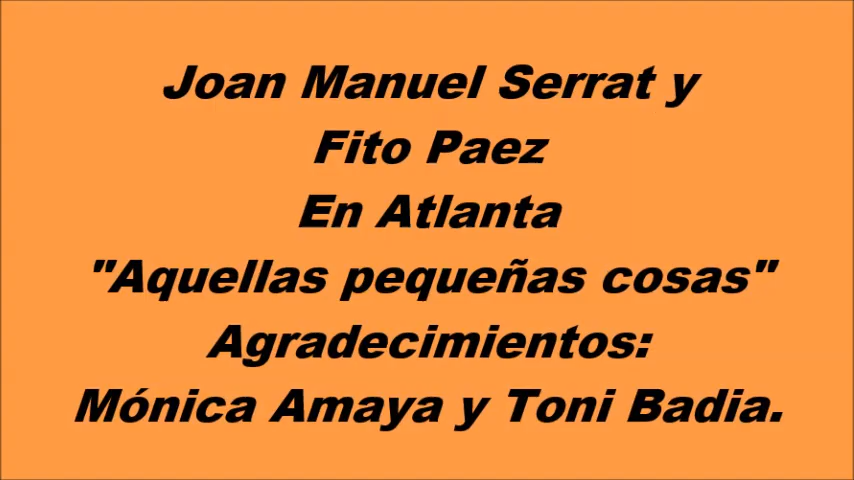 Joan Manuel Serrat y
Fito Paez
En Atlanta
"Aquellas pequeñas cosas"
Agradecimientos:
Mónica Amaya y Toni Badia.